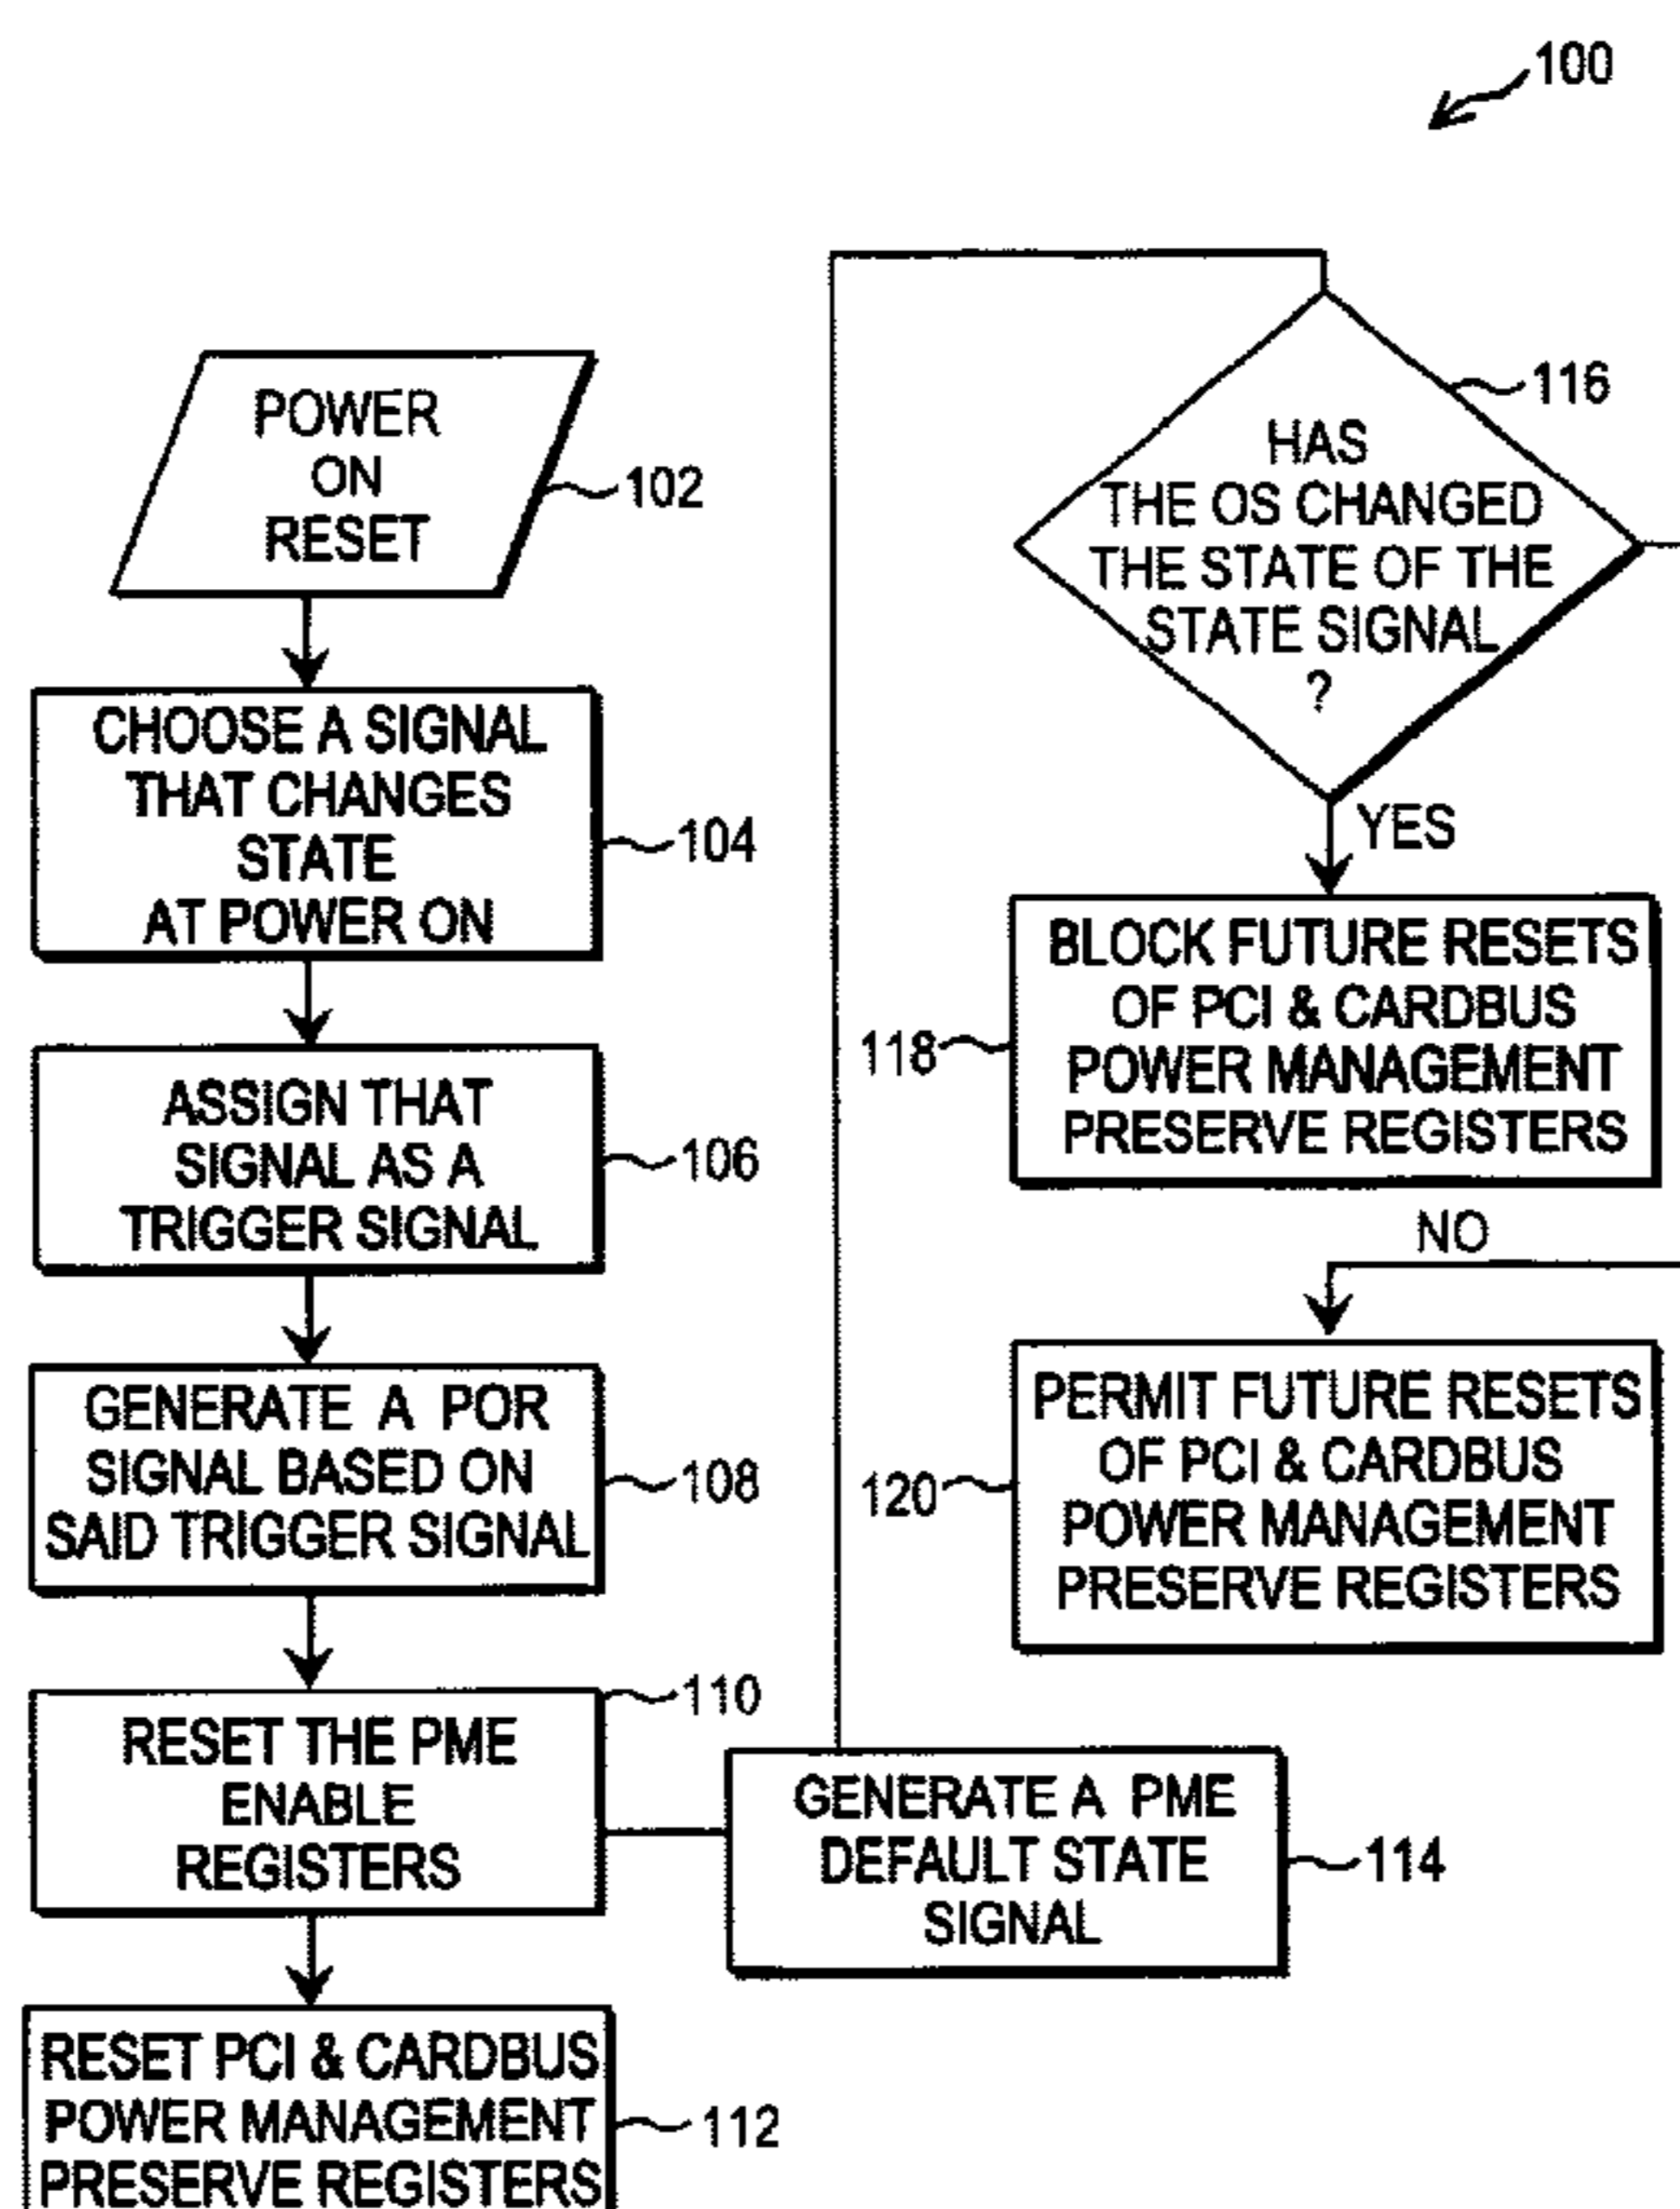 100
POWER
ON
RESET
102
CHOOSE A SIGNAL
THAT CHANGES
STATE
AT POWER ON
104
ASSIGN THAT
SIGNAL AS A
TRIGGER SIGNAL
106
GENERATE A POR
SIGNAL BASED ON
SAID TRIGGER SIGNAL
108
RESET THE PME
ENABLE
REGISTERS
110
RESET PCI & CARDBUS
POWER MANAGEMENT
PRESERVE REGISTERS
112
GENERATE A PME
DEFAULT STATE
SIGNAL
114
HAS
THE OS CHANGED
THE STATE OF THE
STATE SIGNAL
?
116
YES
BLOCK FUTURE RESETS
OF PCI & CARDBUS
POWER MANAGEMENT
PRESERVE REGISTERS
118
NO
PERMIT FUTURE RESETS
OF PCI & CARDBUS
POWER MANAGEMENT
PRESERVE REGISTERS
120